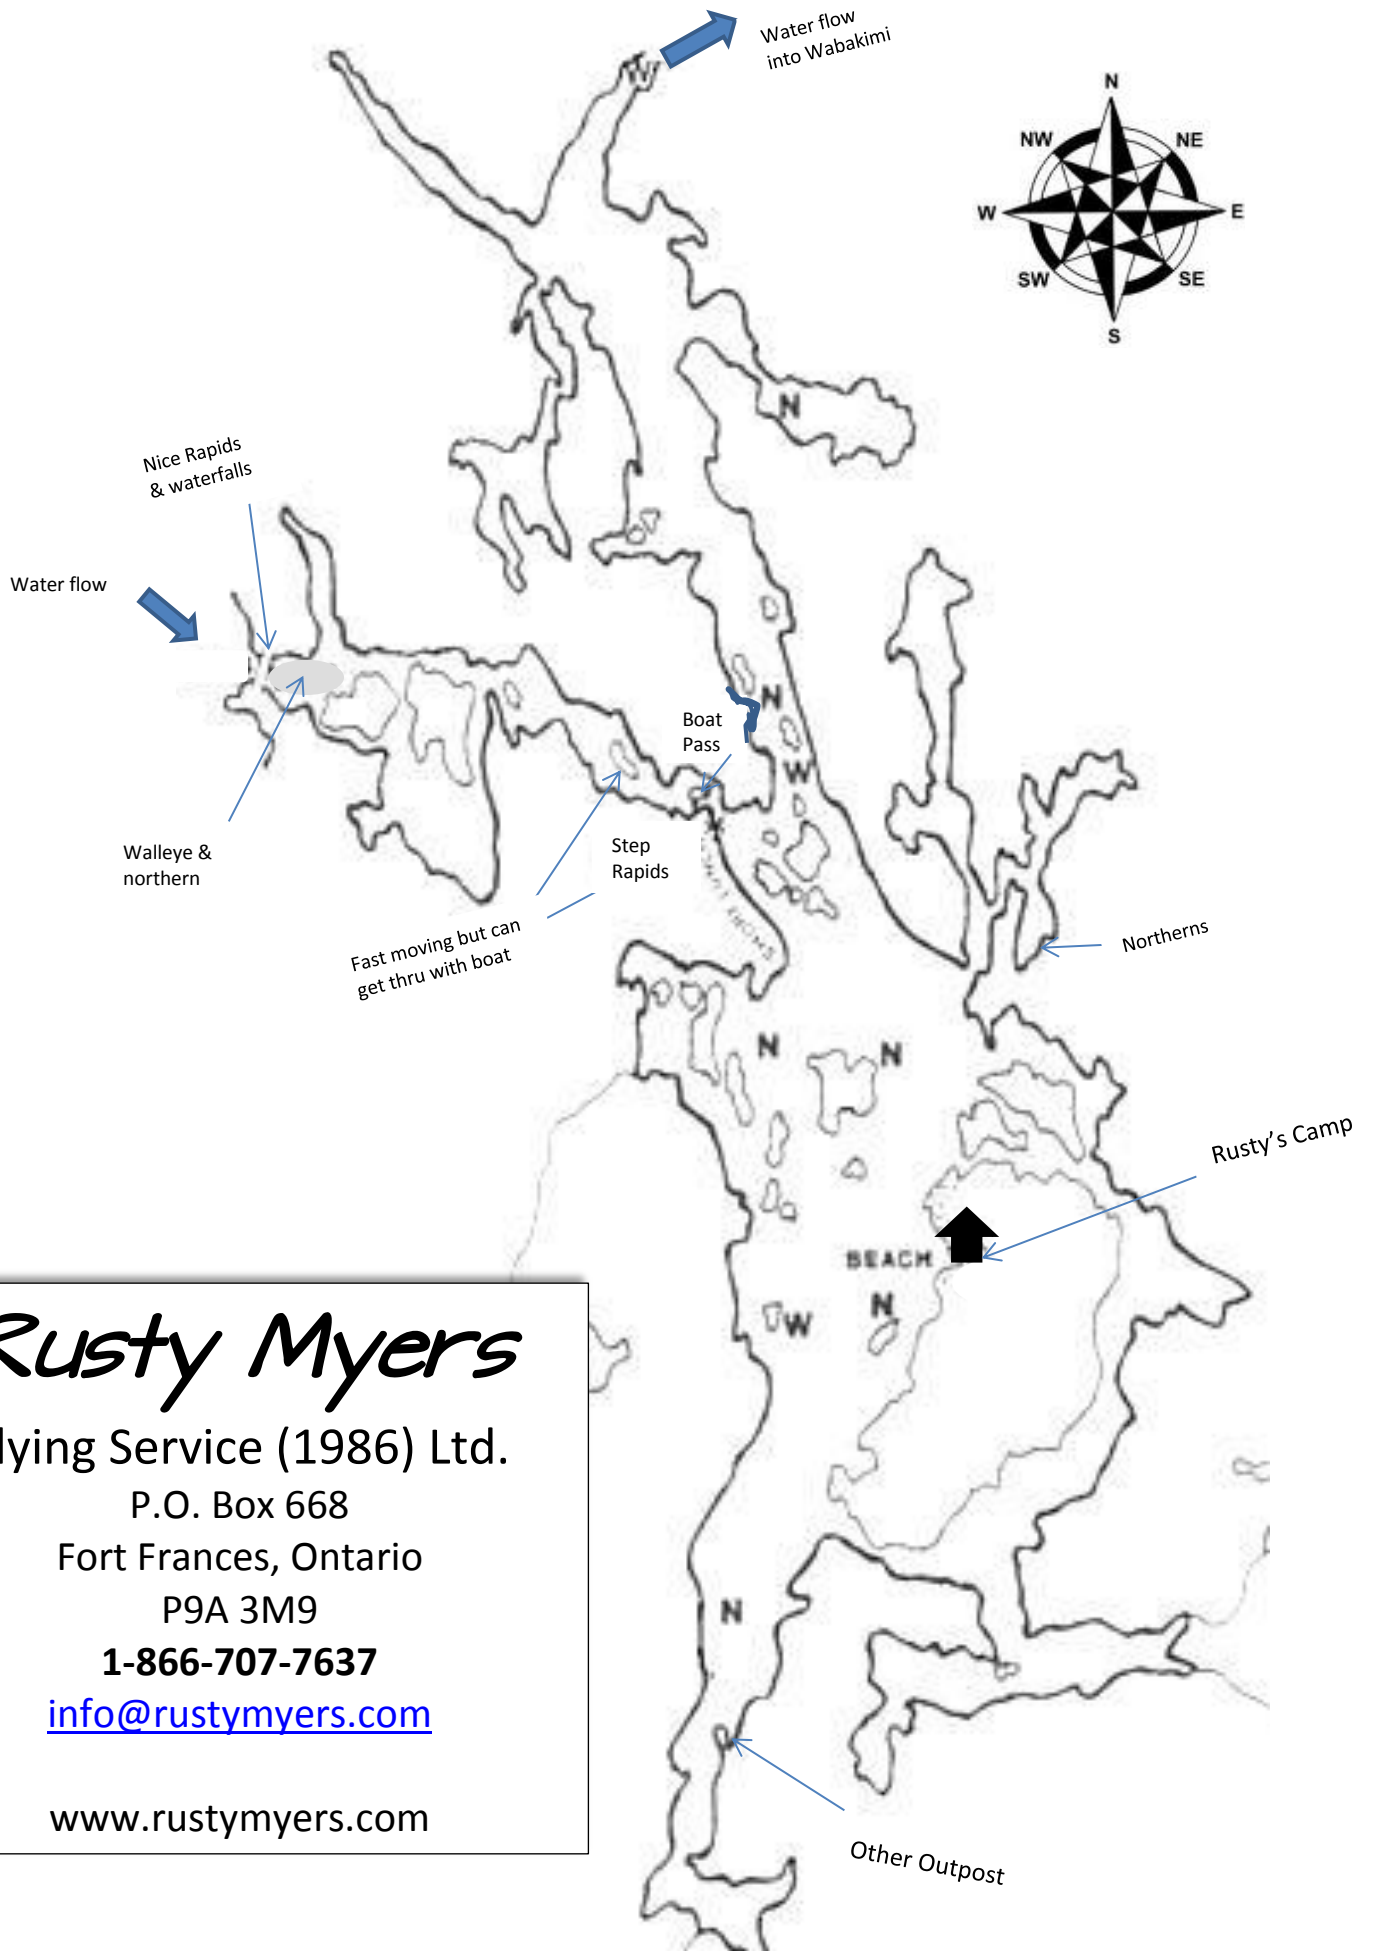 Water flow
into Wabakimi
N
NW
NE
W
E
SW
SE
S
W
N
Nice Rapids
& waterfalls
Water flow
N
Boat
Pass
W
Walleye &
northern
Step
Rapids
Fast moving but can
get thru with boat
Northerns
N
N
Rusty's Camp
BEACH
N
W
Rusty Myers
lying Service (1986) Ltd.
P.O. Box 668
Fort Frances, Ontario
P9A 3M9
1-866-707-7637
info@rustymyers.com
www.rustymyers.com
N
Other Outpost